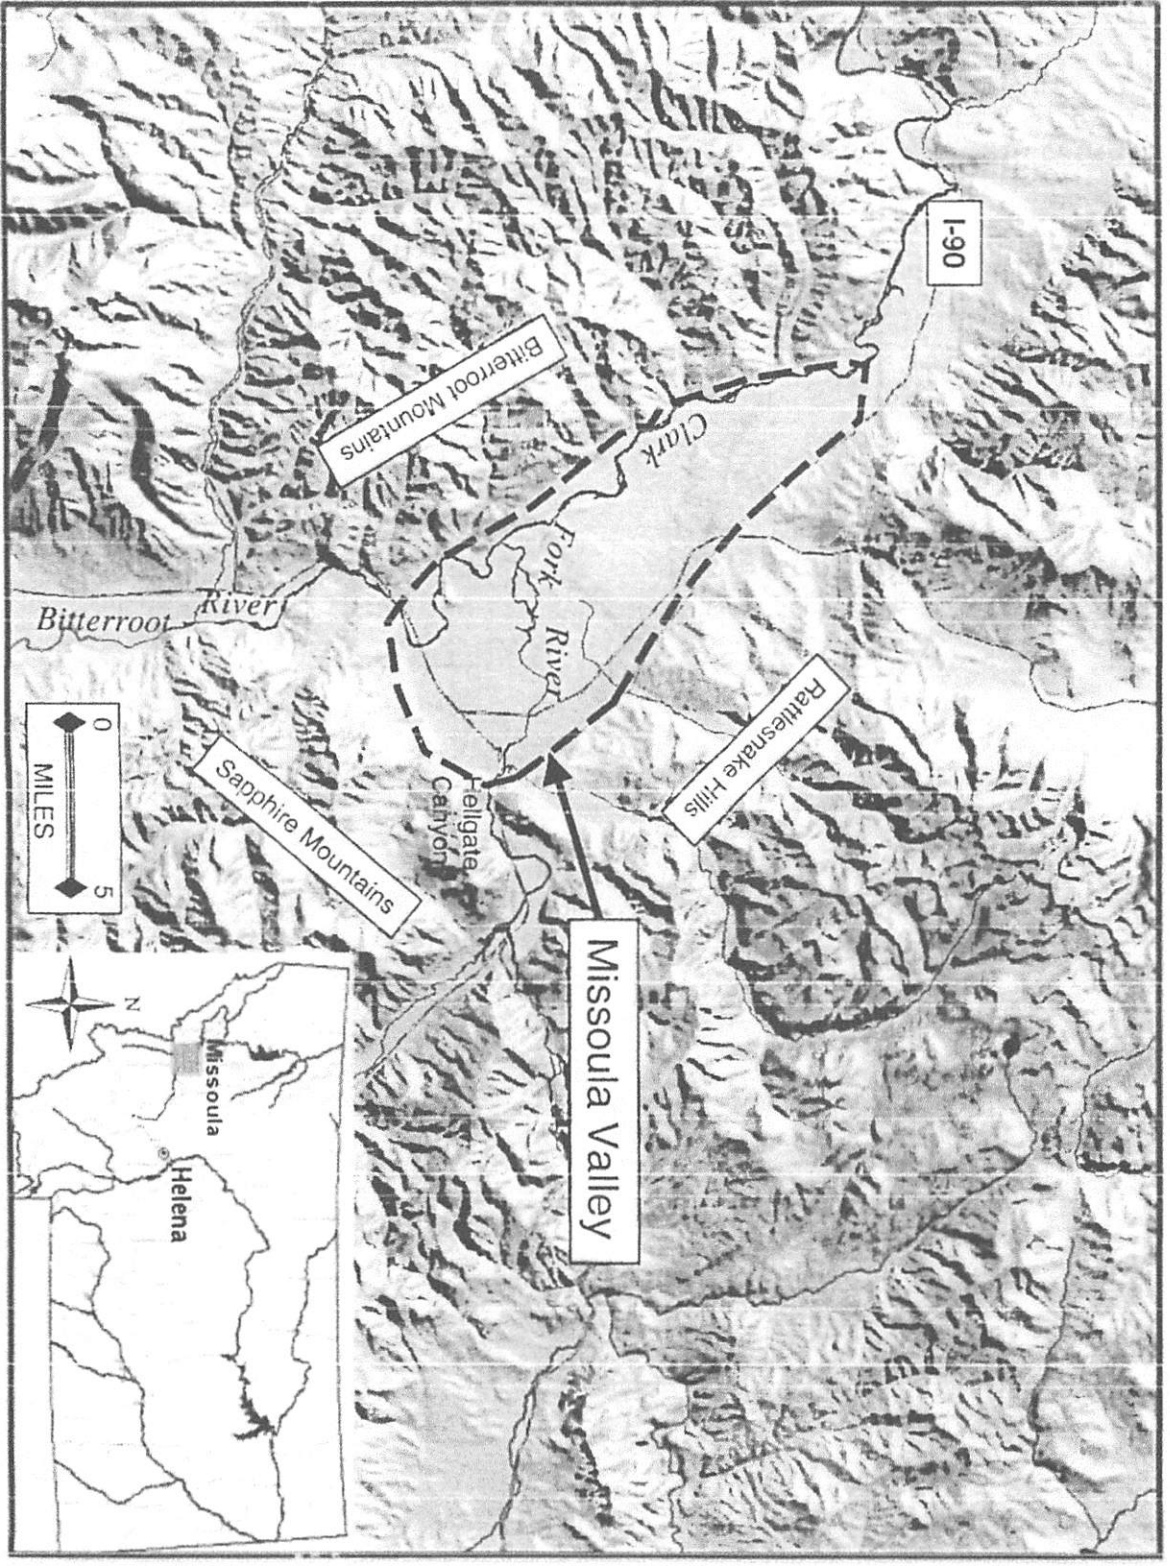 I-90
Bitterroot Mountains
Clark
Fork
River
Rattlesnake Hills
Bitterroot
River
Hellgate
Canyon
Missoula Valley
Sapphire Mountains
0
5
MILES
N
Missoula
Helena